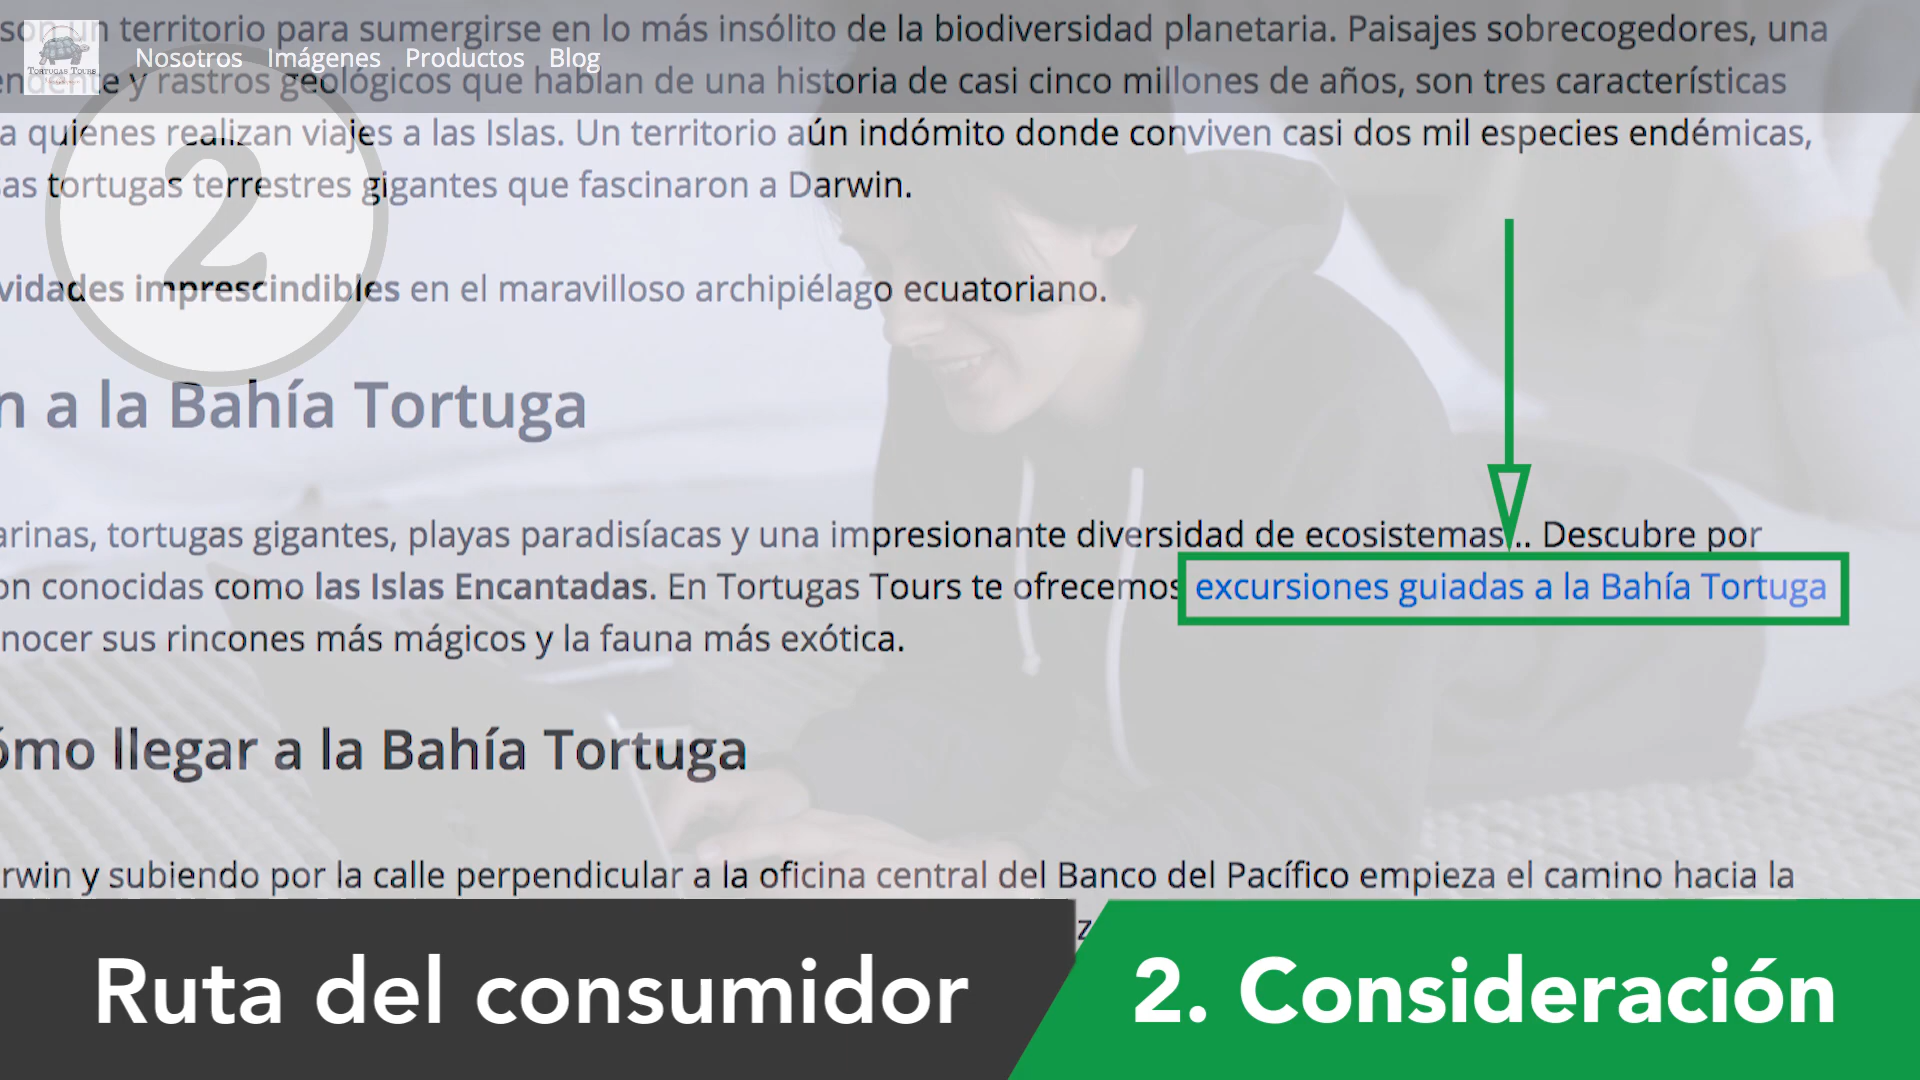 son un territorio para sumergirse en lo más insólito de la biodiversidad planetaria. Paisajes sobrecogedores, una
TORTUGAS TOURS
Nosotros Imágenes Productos Blog
y rastros geológicos que hablan de una historia de casi cinco millones de años, son tres características
a quienes realizan viajes a las Islas. Un territorio aún indómito donde conviven casi dos mil especies endémicas,
as tortugas terrestres gigantes que fascinaron a Darwin.
2
vidades imprescindibles en el maravilloso archipiélago ecuatoriano.
n a la Bahía Tortuga
arinas, tortugas gigantes, playas paradisíacas y una impresionante diversidad de ecosistemas... Descubre por
on conocidas como las Islas Encantadas. En Tortugas Tours te ofrecemos excursiones guiadas a la Bahía Tortuga
nocer sus rincones más mágicos y la fauna más exótica.
ómo llegar a la Bahía Tortuga
rwin y subiendo por la calle perpendicular a la oficina central del Banco del Pacífico empieza el camino hacia la
Ruta del consumidor
2. Consideración